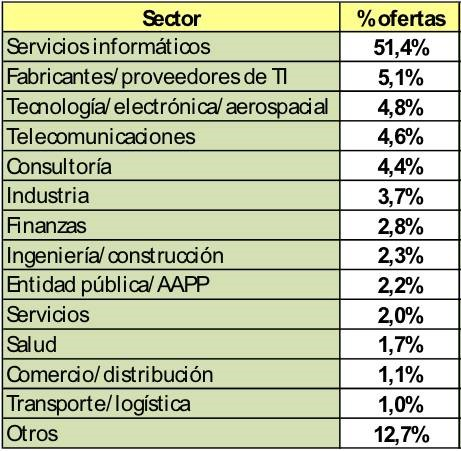 Sector % ofertas
Servicios informáticos 51,4%
Fabricantes/ proveedores de TI 5,1%
Tecnología/ electrónica/ aerospacial 4,8%
Telecomunicaciones 4,6%
Consultoría 4,4%
Industria 3,7%
Finanzas 2,8%
Ingeniería/ construcción 2,3%
Entidad pública/ AAPP 2,2%
Servicios 2,0%
Salud 1,7%
Comercio/ distribución 1,1%
Transporte/ logística 1,0%
Otros 12,7%